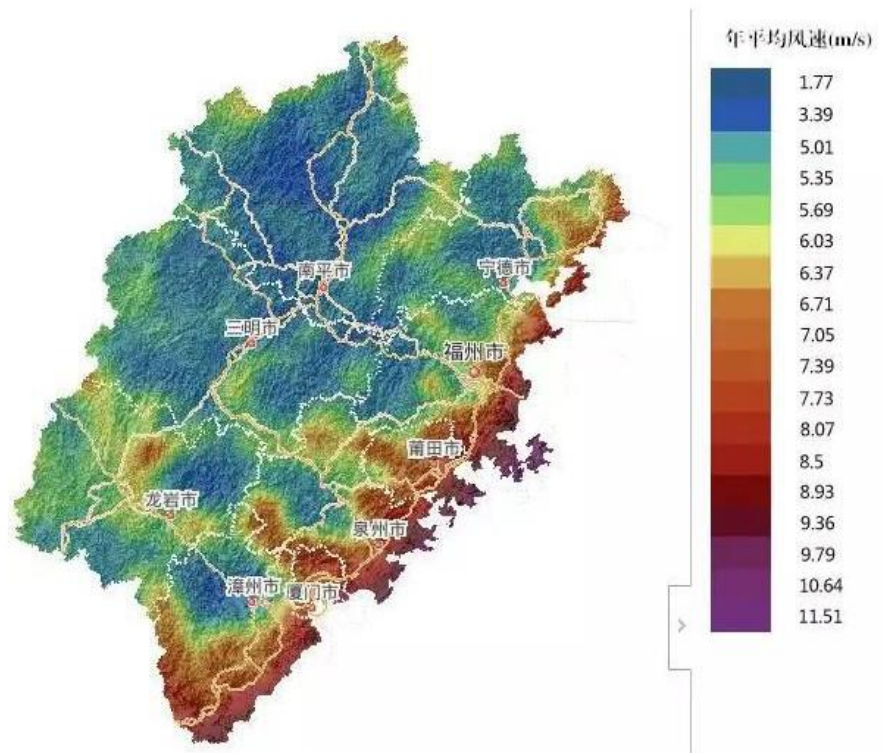 年平均风速(m/s)
1.77
3.39
5.01
5.35
5.69
6.03
6.37
6.71
7.05
7.39
7.73
8.07
8.5
8.93
9.36
9.79
10.64
11.51
南平市
宁德市
三明市
福州市
莆田市
龙岩市
泉州市
漳州市
厦门市